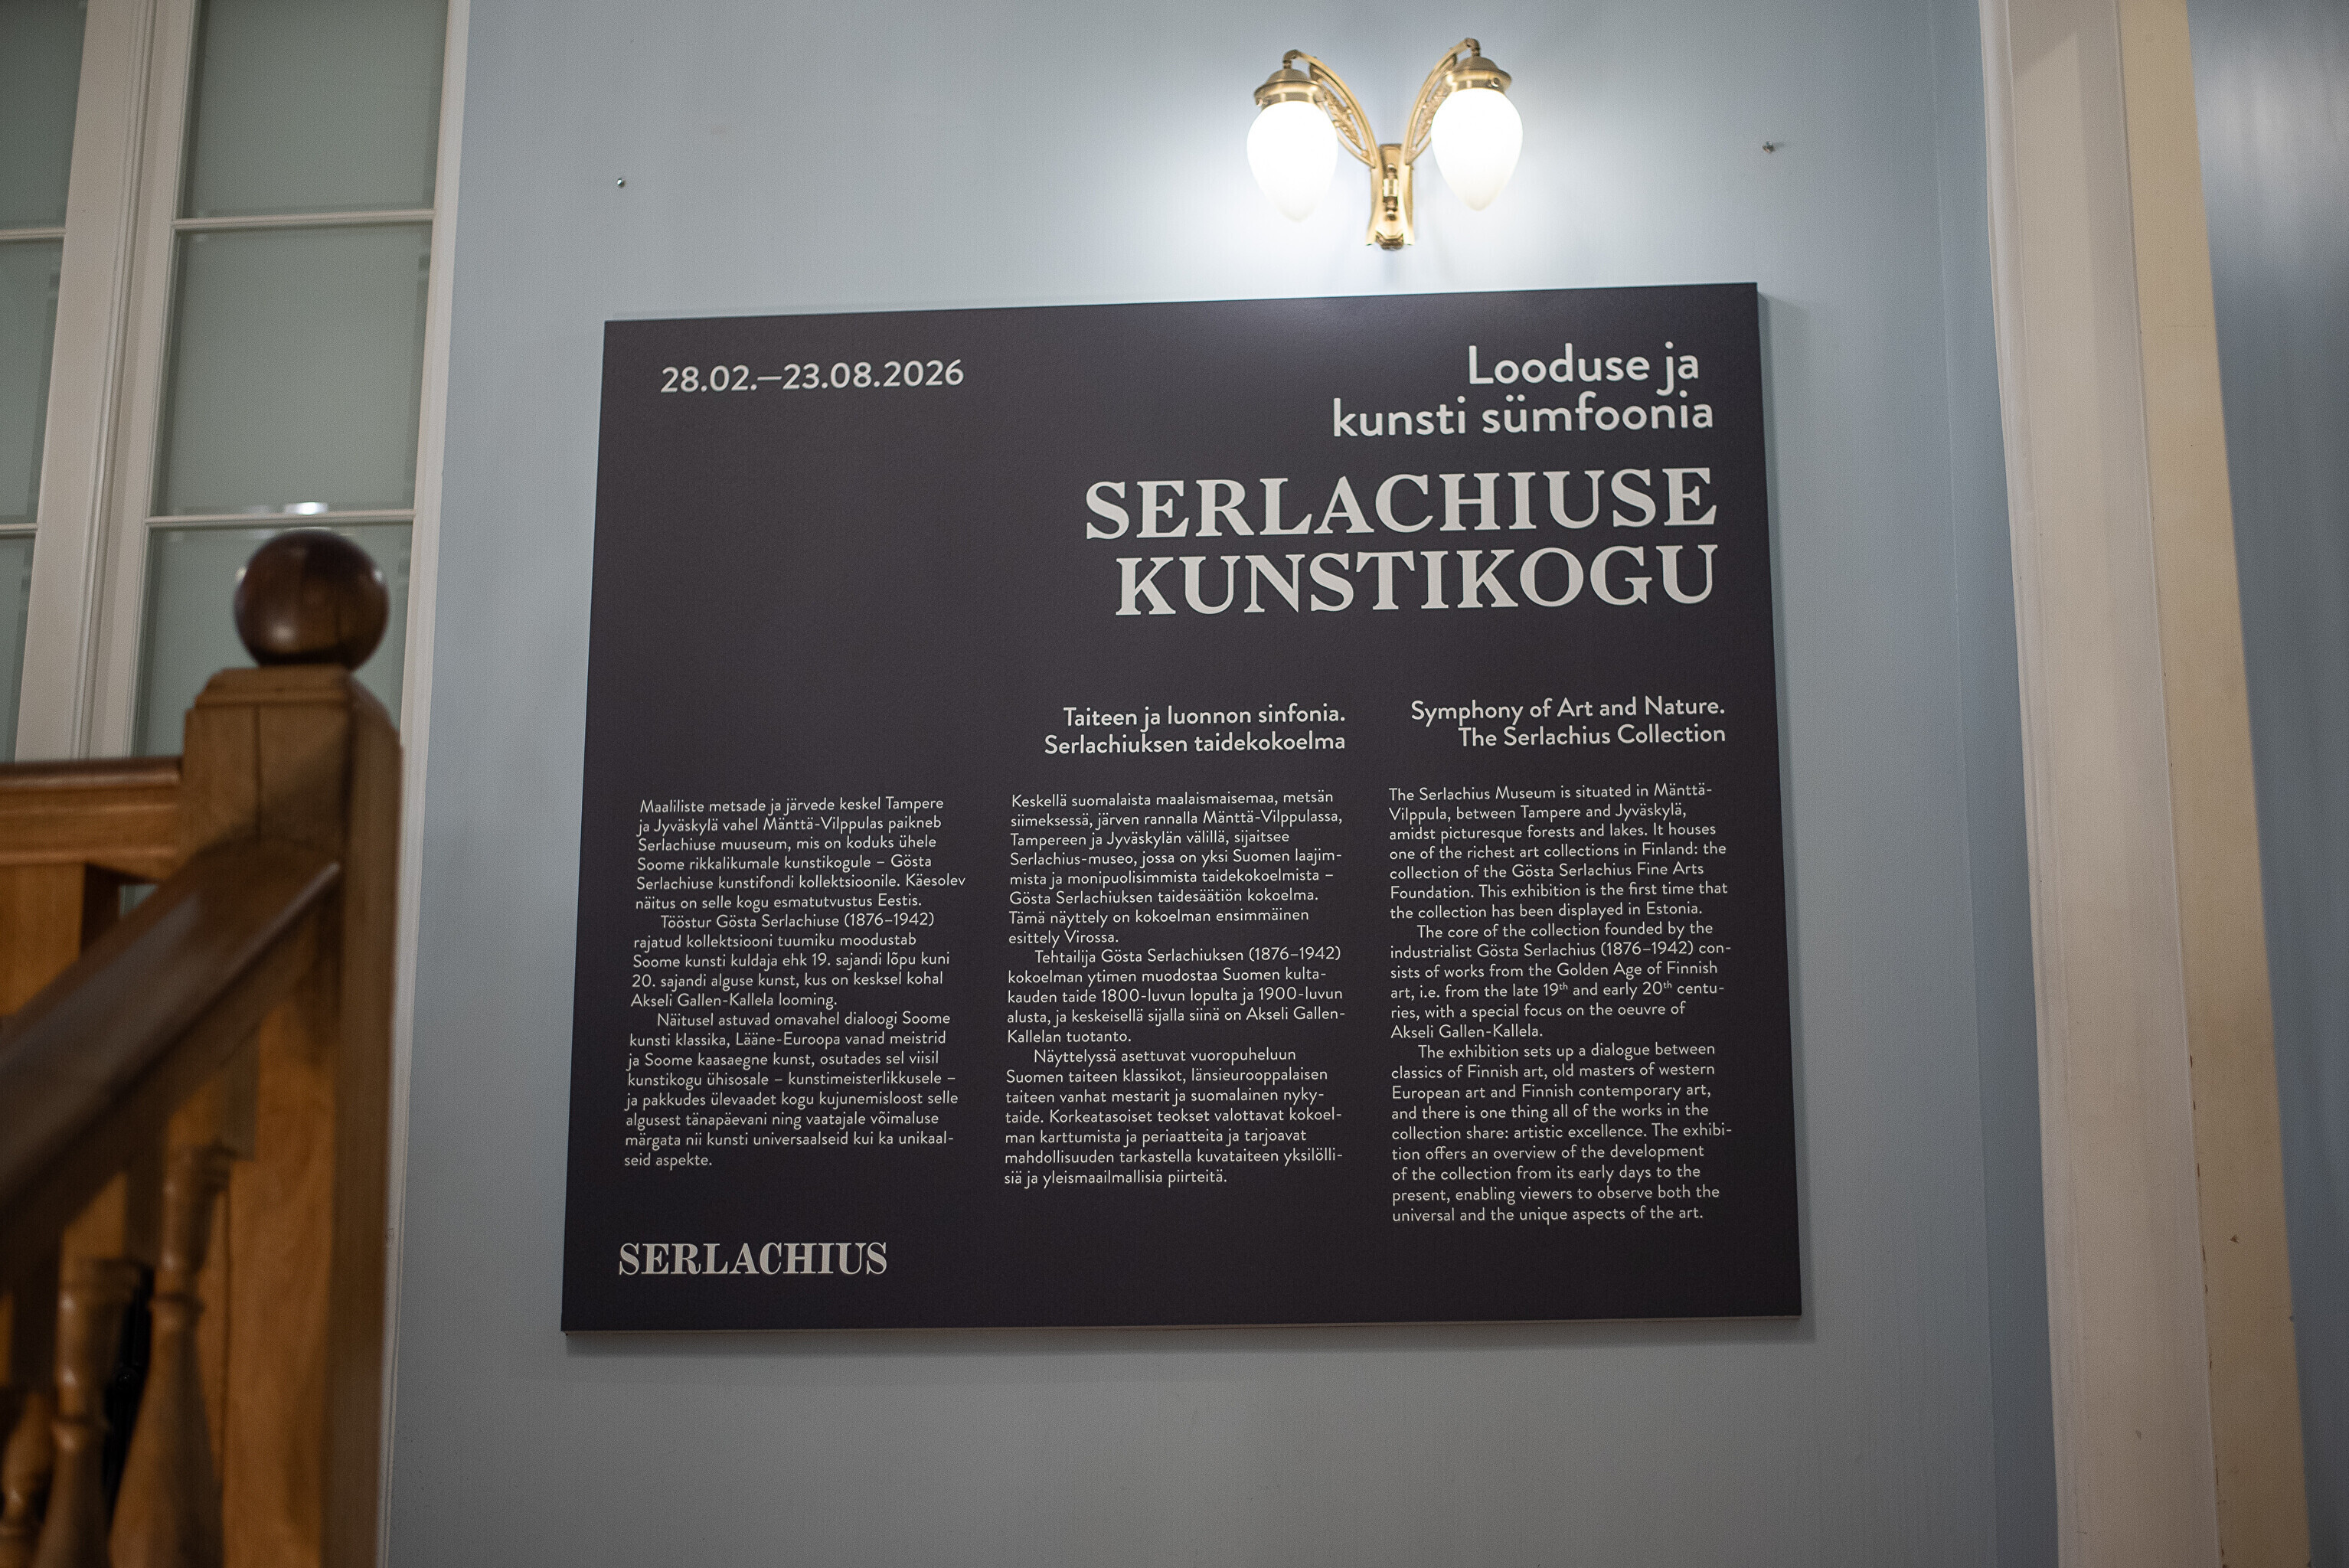 28.02.—23.08.2026
Looduse ja
kunsti sümfoonia
SERLACHIUSE
KUNSTIKOGU
Maaliliste metsade ja järvede keskel Tampere
ja Jyväskylä vahel Mänttä-Vilppulas paikneb
Serlachiuse muuseum, mis on koduks ühele
Soome rikkalikumale kunstikogule – Gösta
Serlachiuse kunstifondi kollektsioonile. Käesolev
näitus on selle kogu esmatutvustus Eestis.
Tööstur Gösta Serlachiuse (1876–1942)
rajatud kollektsiooni tuumiku moodustab
Soome kunsti kuldaja ehk 19. sajandi lõpu kuni
20. sajandi alguse kunst, kus on kesksel kohal
Akseli Gallen-Kallela looming.
Näitusel astuvad omavahel dialoogi Soome
kunsti klassika, Lääne-Euroopa vanad meistrid
ja Soome kaasaegne kunst, osutades sel viisil
kunstikogu ühisosale – kunstimeisterlikkusele –
ja pakkudes ülevaadet kogu kujunemisloost selle
algusest tänapäevani ning vaatajale võimaluse
märgata nii kunsti universaalseid kui ka unikaal-
seid aspekte.
Taiteen ja luonnon sinfonia.
Serlachiuksen taidekokoelma
Keskellä suomalaista maalaismaisemaa, metsän
siimeksessä, järven rannalla Mänttä-Vilppulassa,
Tampereen ja Jyväskylän välillä, sijaitsee
Serlachius-museo, jossa on yksi Suomen laajim-
mista ja monipuolisimmista taidekokoelmista –
Gösta Serlachiuksen taidesäätiön kokoelma.
Tämä näyttely on kokoelman ensimmäinen
esittely Virossa.
Tehtailija Gösta Serlachiuksen (1876–1942)
kokoelman ytimen muodostaa Suomen kulta-
kauden taide 1800-luvun lopulta ja 1900-luvun
alusta, ja keskeisellä sijalla siinä on Akseli Gallen-
Kallelan tuotanto.
Näyttelyssä asettuvat vuoropuheluun
Suomen taiteen klassikot, länsieurooppalaisen
taiteen vanhat mestarit ja suomalainen nyky-
taide. Korkeatasoiset teokset valottavat kokoel-
man karttumista ja periaatteita ja tarjoavat
mahdollisuuden tarkastella kuvataiteen yksilölli-
siä ja yleismaailmallisia piirteitä.
Symphony of Art and Nature.
The Serlachius Collection
The Serlachius Museum is situated in Mänttä-
Vilppula, between Tampere and Jyväskylä,
amidst picturesque forests and lakes. It houses
one of the richest art collections in Finland: the
collection of the Gösta Serlachius Fine Arts
Foundation. This exhibition is the first time that
the collection has been displayed in Estonia.
The core of the collection founded by the
industrialist Gösta Serlachius (1876–1942) con-
sists of works from the Golden Age of Finnish
art, i.e. from the late 19th and early 20th centu-
ries, with a special focus on the oeuvre of
Akseli Gallen-Kallela.
The exhibition sets up a dialogue between
classics of Finnish art, old masters of western
European art and Finnish contemporary art,
and there is one thing all of the works in the
collection share: artistic excellence. The exhibi-
tion offers an overview of the development
of the collection from its early days to the
present, enabling viewers to observe both the
universal and the unique aspects of the art.
SERLACHIUS